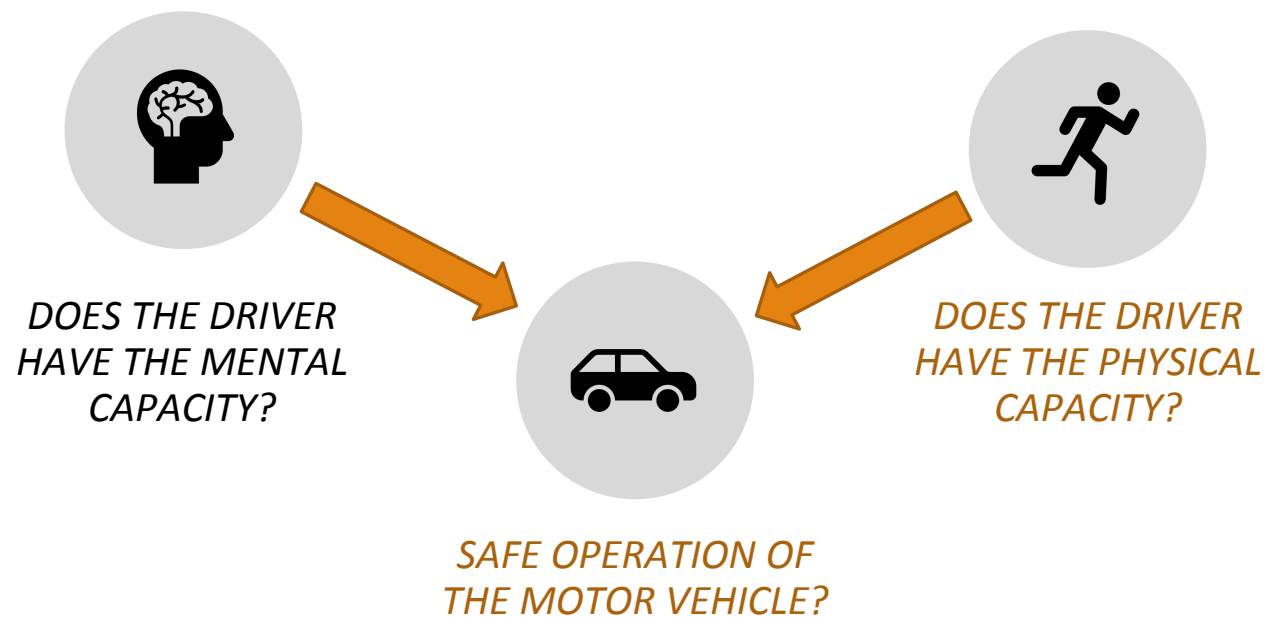 DOES THE DRIVER
HAVE THE MENTAL
CAPACITY?
DOES THE DRIVER
HAVE THE PHYSICAL
CAPACITY?
SAFE OPERATION OF
THE MOTOR VEHICLE?